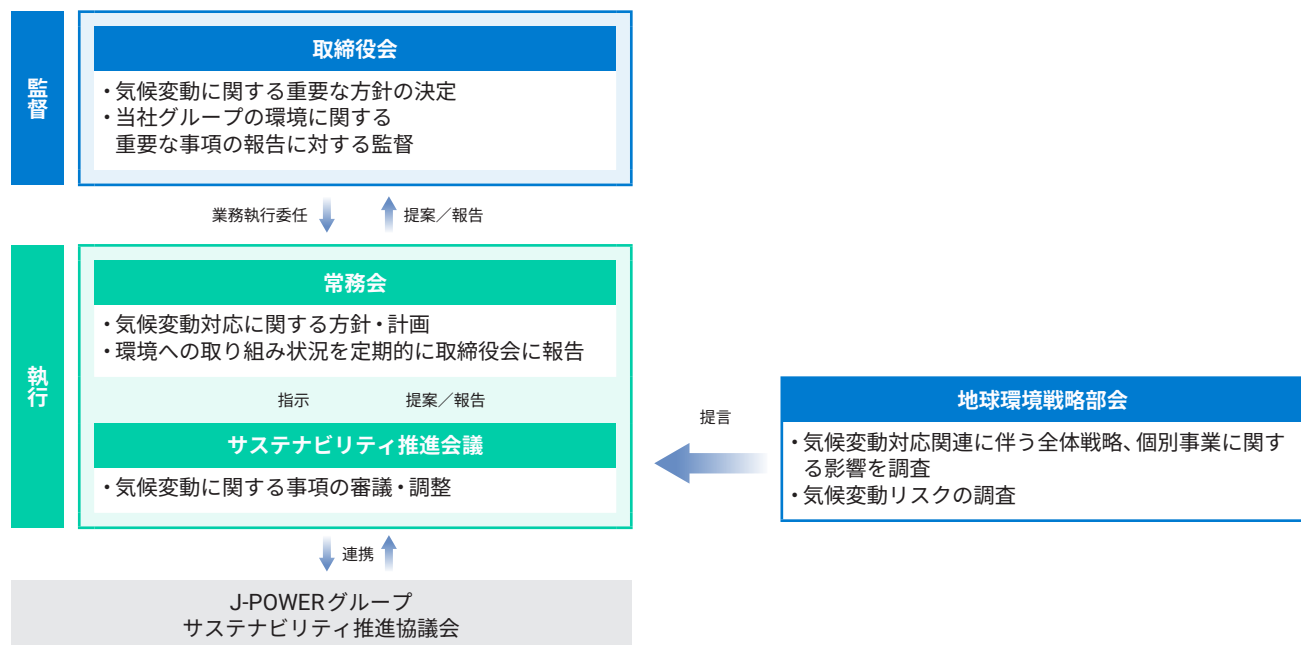 監督
取締役会
・気候変動に関する重要な方針の決定
・当社グループの環境に関する
重要な事項の報告に対する監督
業務執行委任
提案／報告
執行
常務会
・気候変動対応に関する方針・計画
・環境への取り組み状況を定期的に取締役会に報告
指示
提案／報告
サステナビリティ推進会議
・気候変動に関する事項の審議・調整
提言
地球環境戦略部会
・気候変動対応関連に伴う全体戦略、個別事業に関す
る影響を調査
・気候変動リスクの調査
連携
J-POWERグループ
サステナビリティ推進協議会